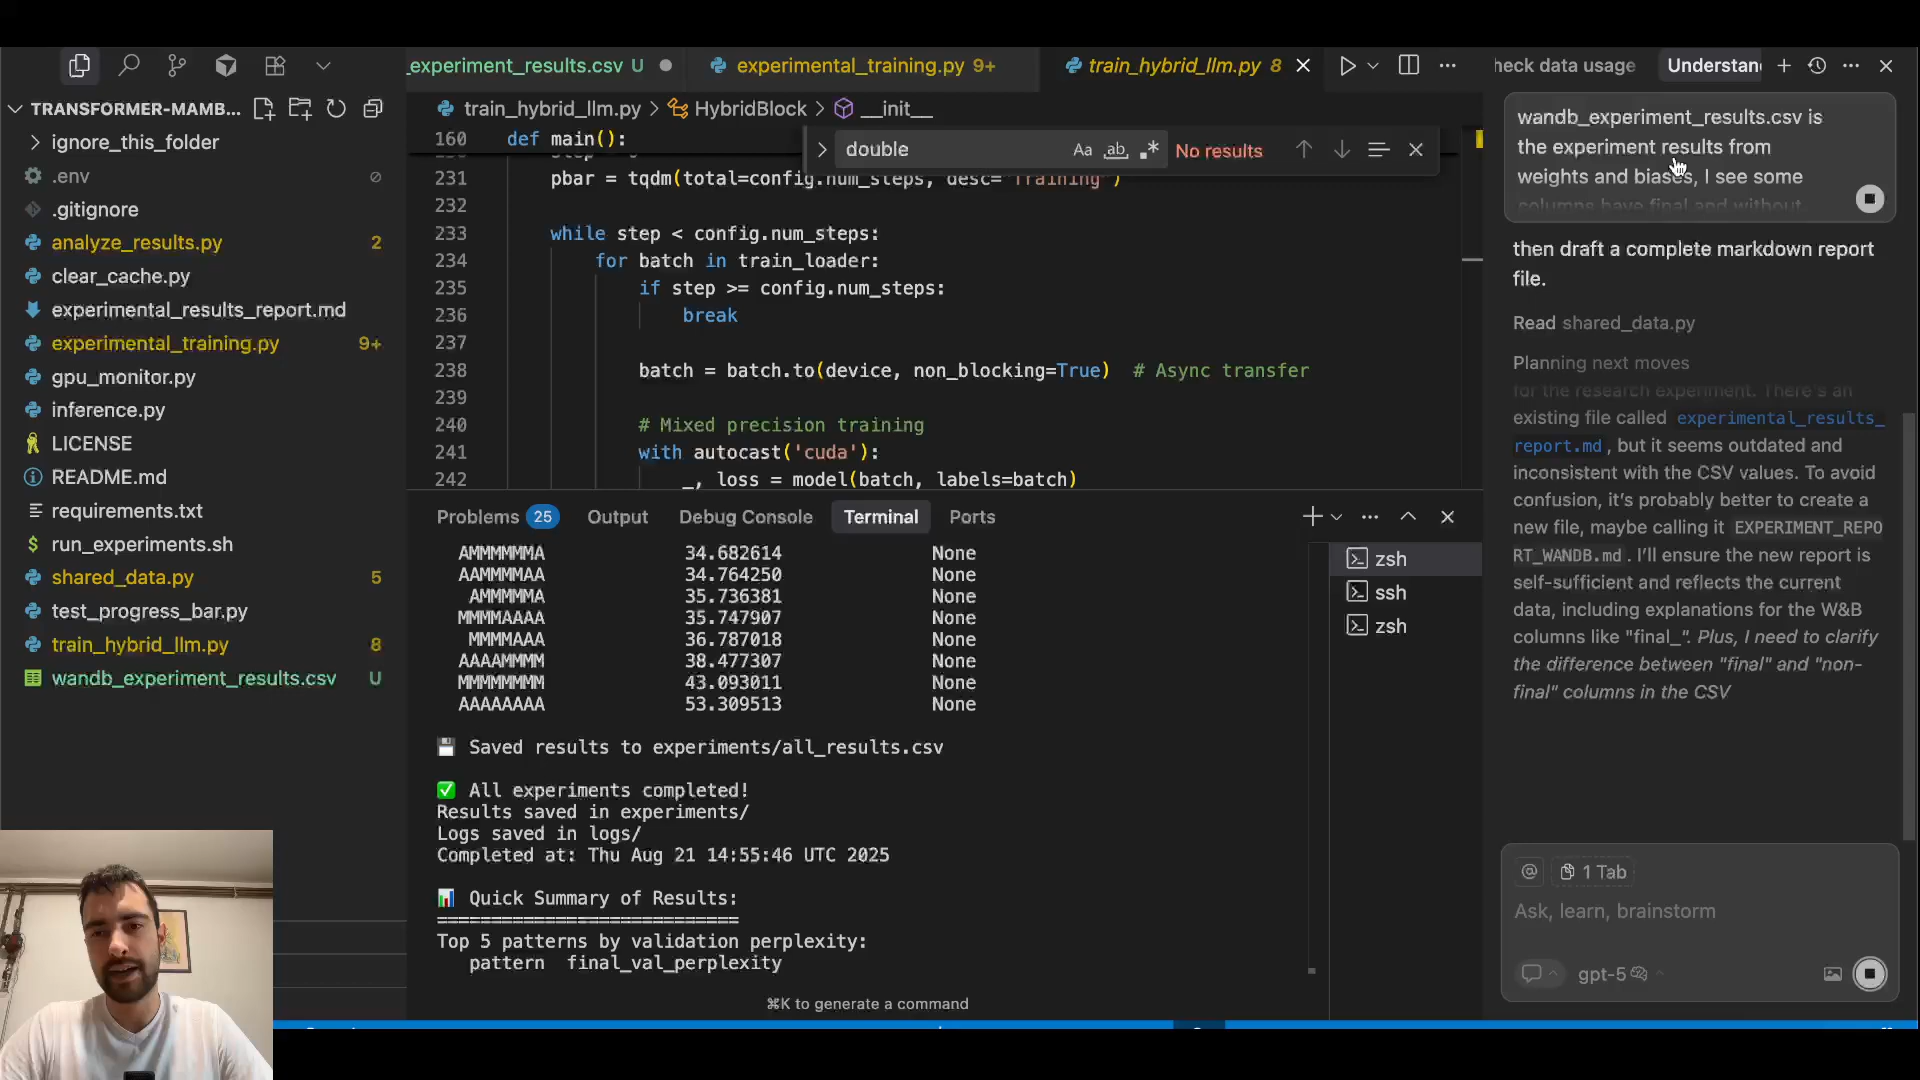 _experiment_results.csv U
experimental_training.py 9+
train_hybrid_llm.py 8
heck data usage
Understan
TRANSFORMER-MAMB...
ignore_this_folder
.env
.gitignore
analyze_results.py 2
clear_cache.py
experimental_results_report.md
experimental_training.py 9+
gpu_monitor.py
inference.py
LICENSE
README.md
requirements.txt
run_experiments.sh
shared_data.py 5
test_progress_bar.py
train_hybrid_llm.py 8
wandb_experiment_results.csv U
train_hybrid_llm.py > HybridBlock > __init__
160 def main():
double
Aa ab .* No results
231 pbar = tqdm(total=config.num_steps, desc="Training")
232
233 while step < config.num_steps:
234 for batch in train_loader:
235 if step >= config.num_steps:
236 break
237
238 batch = batch.to(device, non_blocking=True) # Async transfer
239
240 # Mixed precision training
241 with autocast('cuda'):
242 _, loss = model(batch, labels=batch)
Problems 25 Output Debug Console Terminal Ports
AMMMMMMA 34.682614 None
AAMMMMAA 34.764250 None
AMMMMMA 35.736381 None
MMMMAAAA 35.747907 None
MMMMAAA 36.787018 None
AAAAMMMM 38.477307 None
MMMMMMMM 43.093011 None
AAAAAAAA 53.309513 None
Saved results to experiments/all_results.csv
All experiments completed!
Results saved in experiments/
Logs saved in logs/
Completed at: Thu Aug 21 14:55:46 UTC 2025
Quick Summary of Results:
===========================
Top 5 patterns by validation perplexity:
pattern final_val_perplexity
⌘K to generate a command
zsh
ssh
zsh
wandb_experiment_results.csv is
the experiment results from
weights and biases, I see some
columns have final and without
then draft a complete markdown report
file.
Read shared_data.py
Planning next moves
for the research experiment. There's an
existing file called experimental_results_
report.md, but it seems outdated and
inconsistent with the CSV values. To avoid
confusion, it's probably better to create a
new file, maybe calling it EXPERIMENT_REPO
RT_WANDB.md. I'll ensure the new report is
self-sufficient and reflects the current
data, including explanations for the W&B
columns like "final_". Plus, I need to clarify
the difference between "final" and "non-
final" columns in the CSV
@ 1 Tab
Ask, learn, brainstorm
gpt-5